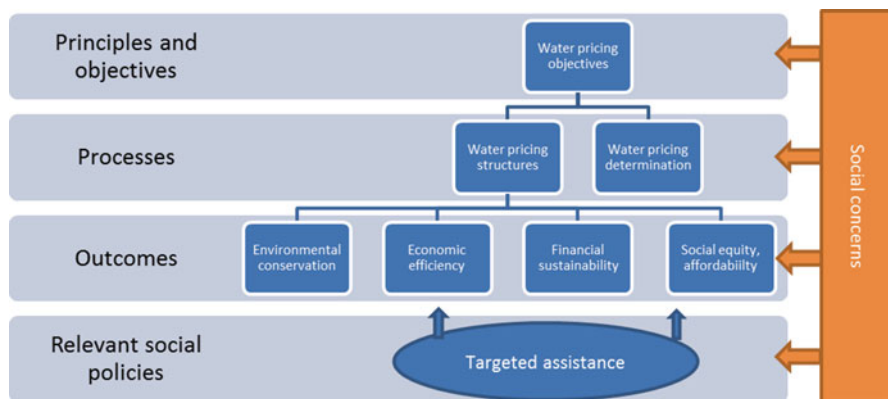 Principles and
objectives
Water pricing
objectives
Processes
Water pricing
structures
Water pricing
determination
Outcomes
Environmental
conservation
Economic
efficiency
Financial
sustainability
Social equity,
affordabiilty
Relevant social
policies
Targeted assistance
Social concerns